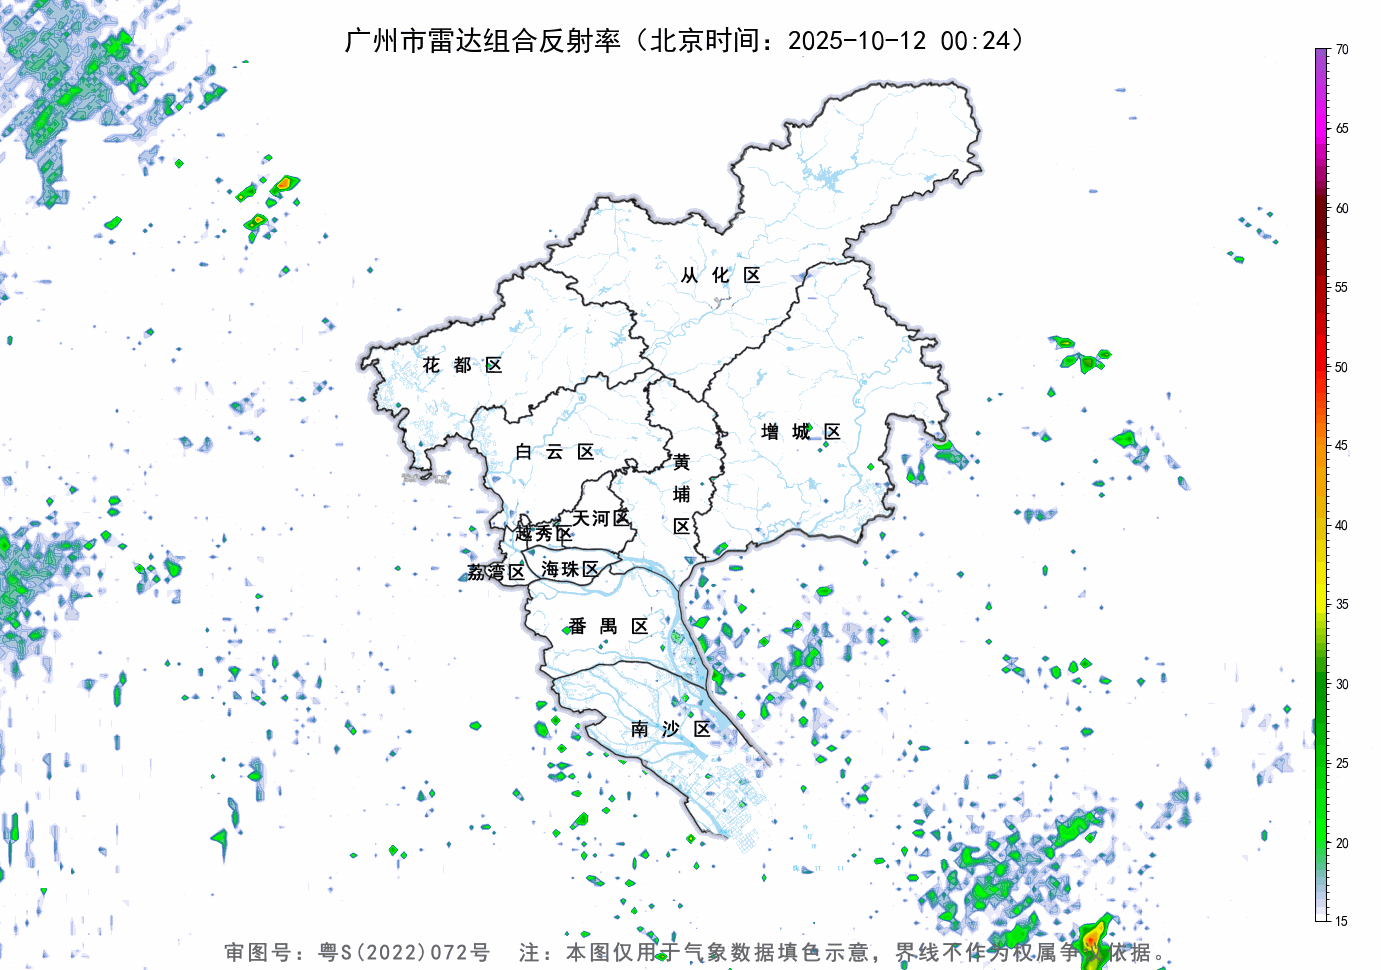 广州市雷达组合反射率（北京时间：2025-10-12 00:24）
从化区
花都区
增城区
白云区
黄埔区
天河区
越秀区
荔湾区
海珠区
番禺区
南沙区
70
65
60
55
50
45
40
35
30
25
20
15
审图号：粤S(2022)072号 注：本图仅用于气象数据填色示意，界线不作为权属争议依据。